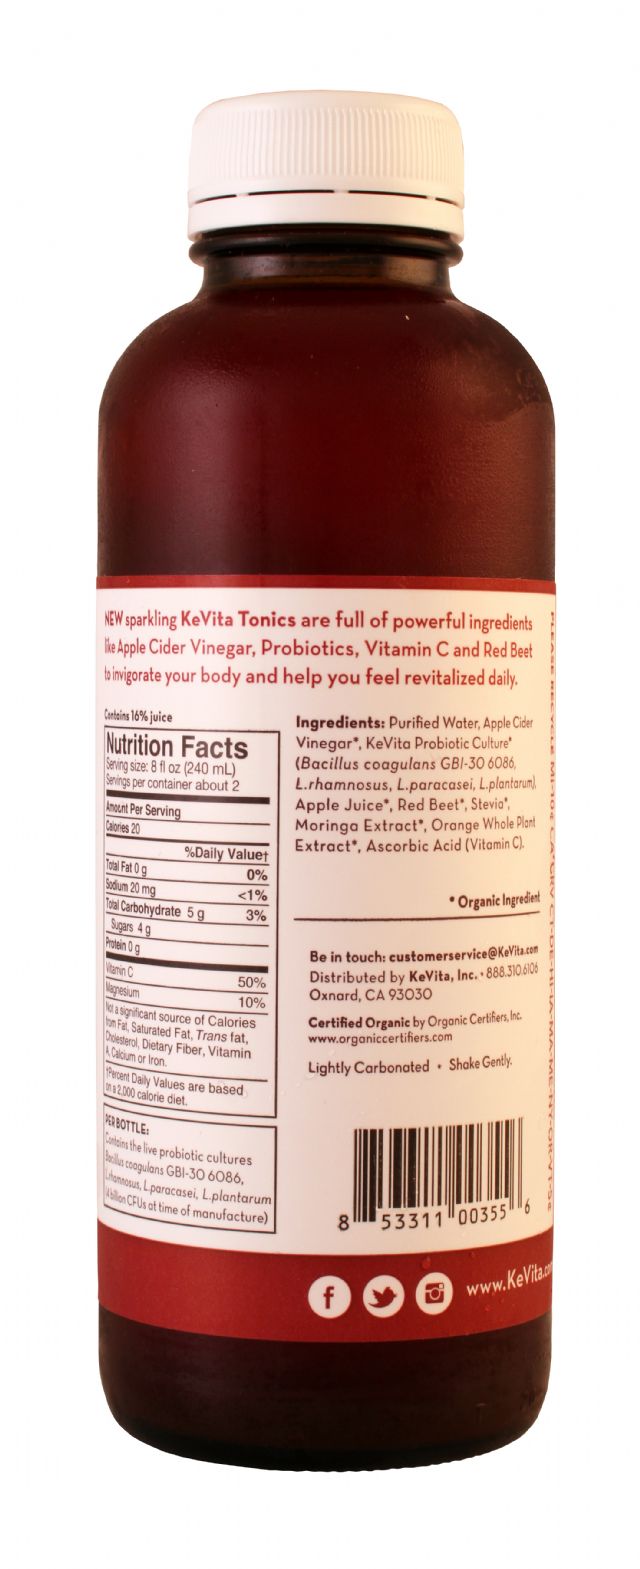 NEW sparkling KeVita Tonics are full of powerful ingredients
like Apple Cider Vinegar, Probiotics, Vitamin C and Red Beet
to invigorate your body and help you feel revitalized daily.
Contains 16% juice
Nutrition Facts
Serving size: 8 fl oz (240 mL)
Servings per container about 2
Amount Per Serving
Calories 20
%Daily Value†
Total Fat 0 g 0%
Sodium 20 mg <1%
Total Carbohydrate 5 g 3%
Sugars 4 g
Protein 0 g
Vitamin C 50%
Magnesium 10%
Not a significant source of Calories
from Fat, Saturated Fat, Trans fat,
Cholesterol, Dietary Fiber, Vitamin
A, Calcium or Iron.
†Percent Daily Values are based
on a 2,000 calorie diet.
PER BOTTLE:
Contains the live probiotic cultures
Bacillus coagulans GBI-30 6086,
L.rhamnosus, L.paracasei, L.plantarum
(4 billion CFUs at time of manufacture)
Ingredients: Purified Water, Apple Cider
Vinegar*, KeVita Probiotic Culture*
(Bacillus coagulans GBI-30 6086,
L.rhamnosus, L.paracasei, L.plantarum),
Apple Juice*, Red Beet*, Stevia*,
Moringa Extract*, Orange Whole Plant
Extract*, Ascorbic Acid (Vitamin C).
* Organic Ingredient
Be in touch: customerservice@KeVita.com
Distributed by KeVita, Inc. • 888.310.6106
Oxnard, CA 93030
Certified Organic by Organic Certifiers, Inc.
www.organiccertifiers.com
Lightly Carbonated • Shake Gently.
8 53311 00355 6
f
www.KeVita.com
PLEASE RECYCLE